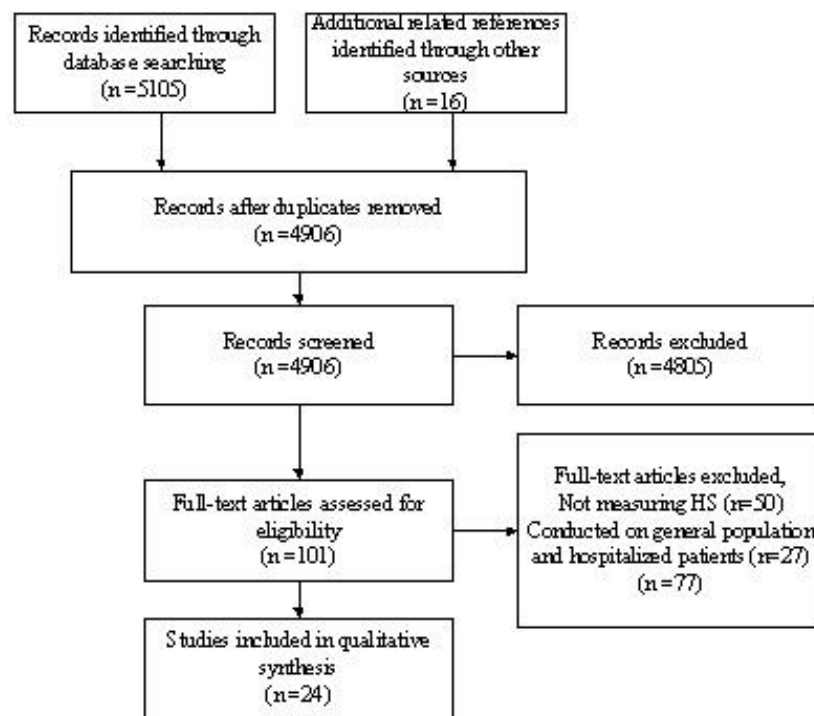 Records identified through
database searching
(n=5105)
Additional related references
identified through other
sources
(n=16)
Records after duplicates removed
(n=4906)
Records screened
(n=4906)
Records excluded
(n=4805)
Full-text articles assessed for
eligibility
(n=101)
Full-text articles excluded,
Not measuring HS (n=50)
Conducted on general population
and hospitalized patients (n=27)
(n=77)
Studies included in qualitative
synthesis
(n=24)